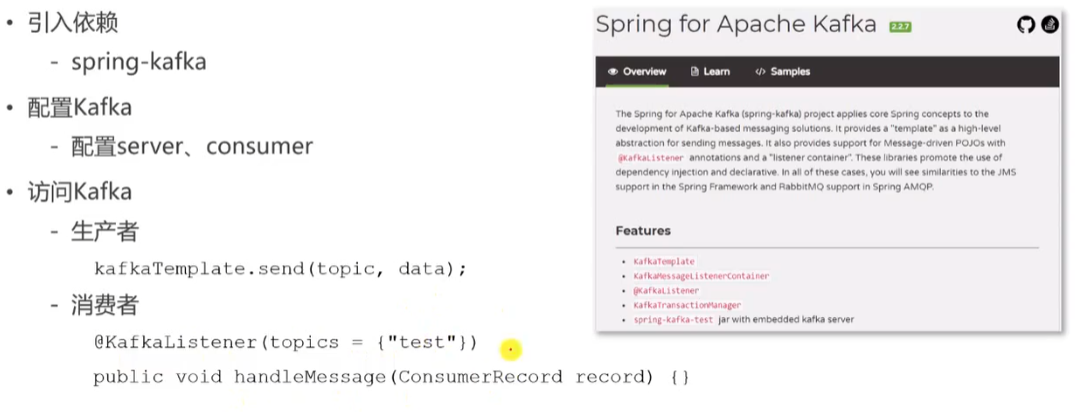 • 引入依赖
- spring-kafka
• 配置Kafka
- 配置server、consumer
• 访问Kafka
- 生产者
kafkaTemplate.send(topic, data);
- 消费者
@KafkaListener(topics = {"test"})
public void handleMessage(ConsumerRecord record) {}
Spring for Apache Kafka 2.2.7
Overview Learn </> Samples
The Spring for Apache Kafka (spring-kafka) project applies core Spring concepts to the
development of Kafka-based messaging solutions. It provides a "template" as a high-level
abstraction for sending messages. It also provides support for Message-driven POJOs with
@KafkaListener annotations and a "listener container". These libraries promote the use of
dependency injection and declarative. In all of these cases, you will see similarities to the JMS
support in the Spring Framework and RabbitMQ support in Spring AMQP.
Features
• KafkaTemplate
• KafkaMessageListenerContainer
• @KafkaListener
• KafkaTransactionManager
• spring-kafka-test jar with embedded kafka server